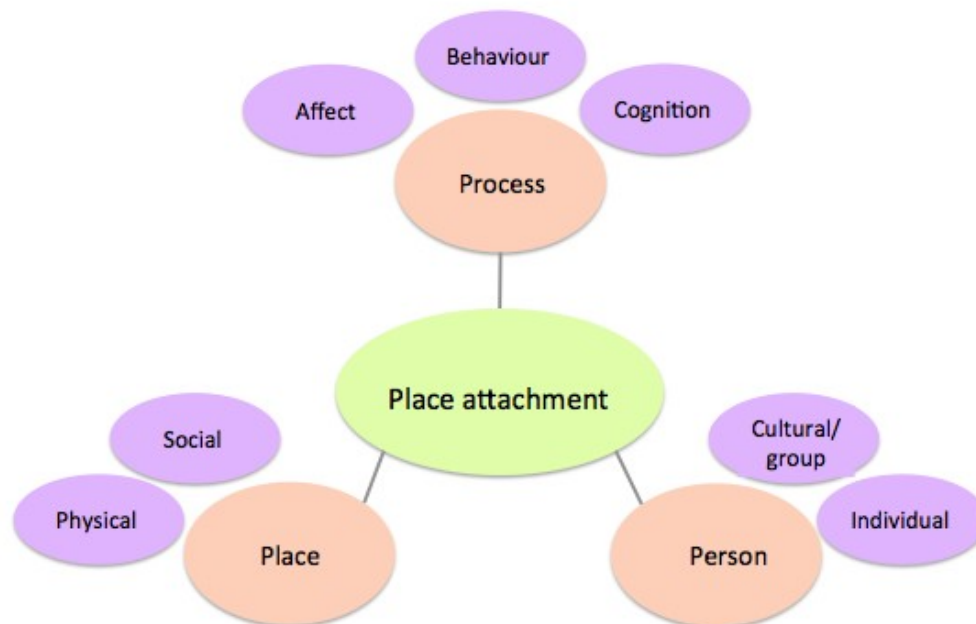 Behaviour
Affect
Cognition
Process
Place attachment
Social
Cultural/
group
Physical
Individual
Place
Person